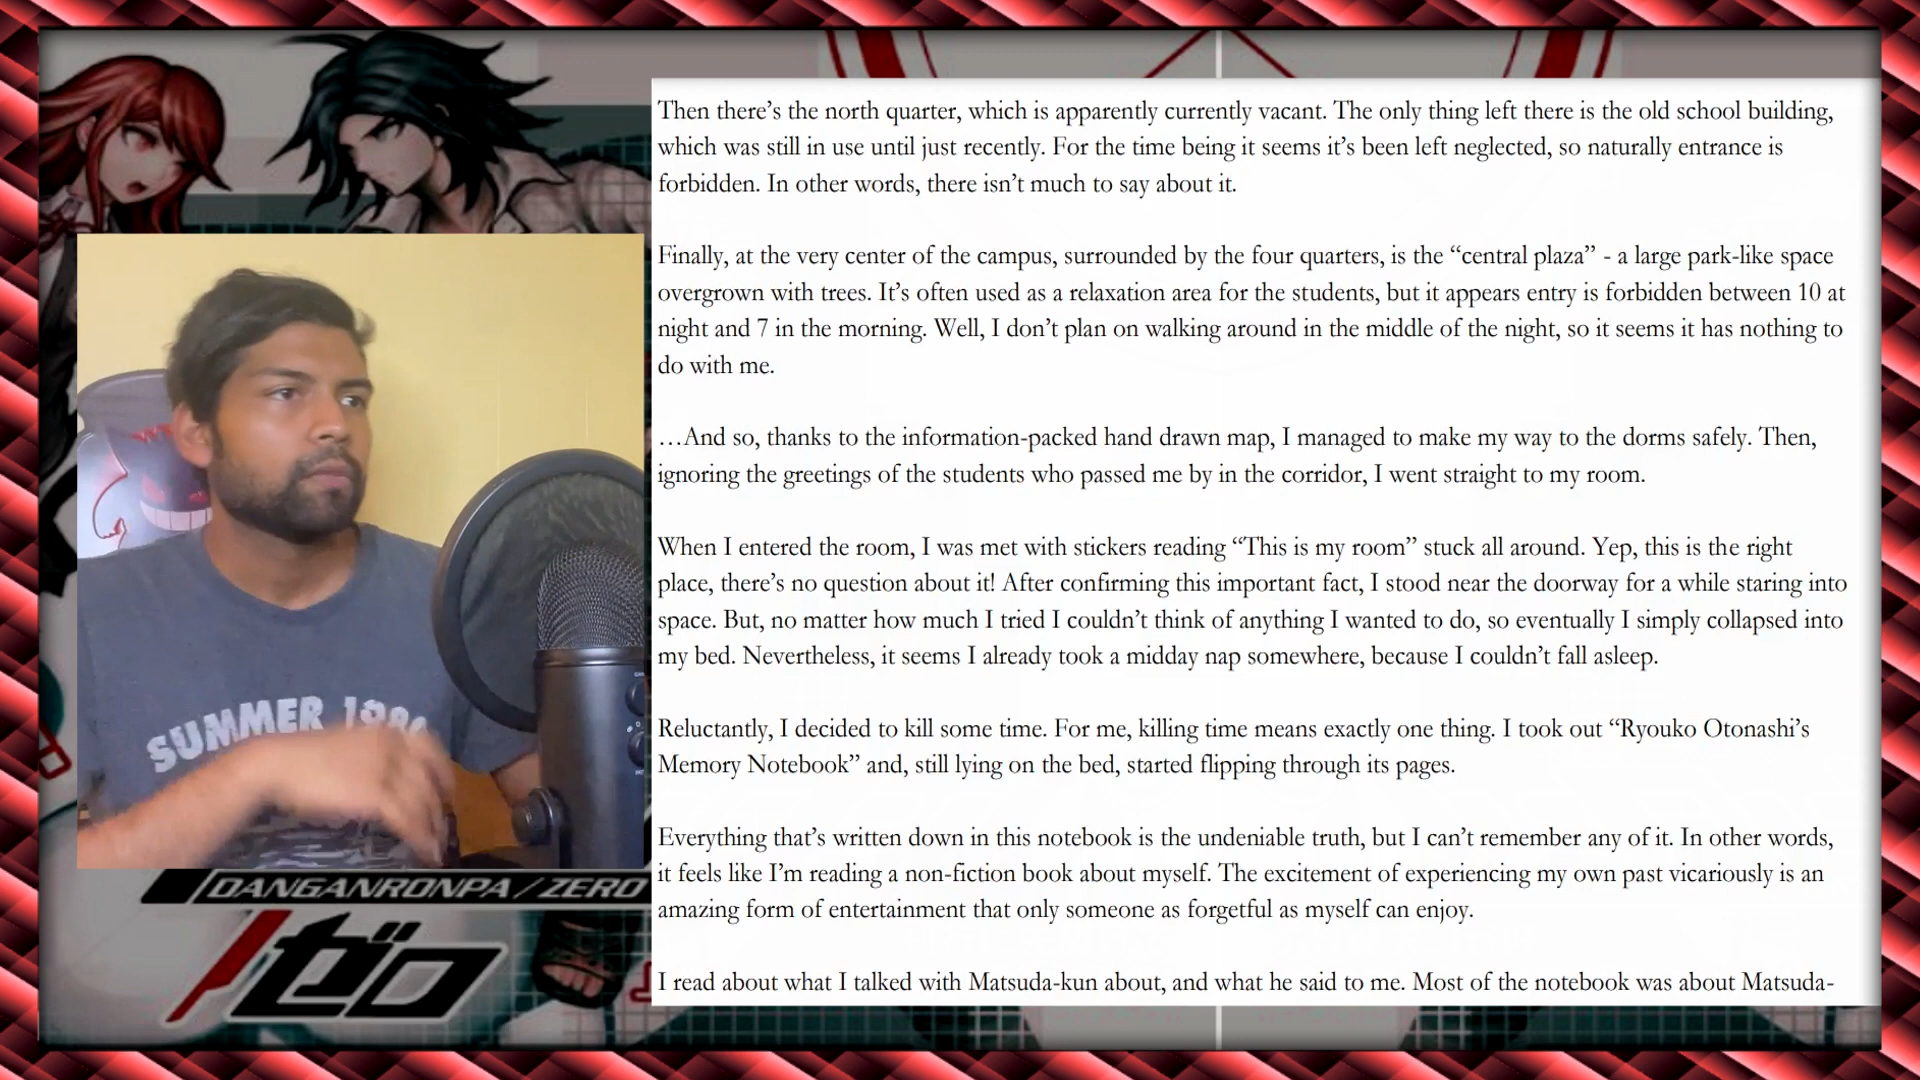 Then there’s the north quarter, which is apparently currently vacant. The only thing left there is the old school building,
which was still in use until just recently. For the time being it seems it’s been left neglected, so naturally entrance is
forbidden. In other words, there isn’t much to say about it.
Finally, at the very center of the campus, surrounded by the four quarters, is the “central plaza” - a large park-like space
overgrown with trees. It’s often used as a relaxation area for the students, but it appears entry is forbidden between 10 at
night and 7 in the morning. Well, I don’t plan on walking around in the middle of the night, so it seems it has nothing to
do with me.
…And so, thanks to the information-packed hand drawn map, I managed to make my way to the dorms safely. Then,
ignoring the greetings of the students who passed me by in the corridor, I went straight to my room.
When I entered the room, I was met with stickers reading “This is my room” stuck all around. Yep, this is the right
place, there’s no question about it! After confirming this important fact, I stood near the doorway for a while staring into
space. But, no matter how much I tried I couldn’t think of anything I wanted to do, so eventually I simply collapsed into
my bed. Nevertheless, it seems I already took a midday nap somewhere, because I couldn’t fall asleep.
Reluctantly, I decided to kill some time. For me, killing time means exactly one thing. I took out “Ryouko Otonashi’s
Memory Notebook” and, still lying on the bed, started flipping through its pages.
Everything that’s written down in this notebook is the undeniable truth, but I can’t remember any of it. In other words,
it feels like I’m reading a non-fiction book about myself. The excitement of experiencing my own past vicariously is an
amazing form of entertainment that only someone as forgetful as myself can enjoy.
I read about what I talked with Matsuda-kun about, and what he said to me. Most of the notebook was about Matsuda-
SUMMER
DANGANRONPA/ZERO
/ゼロ